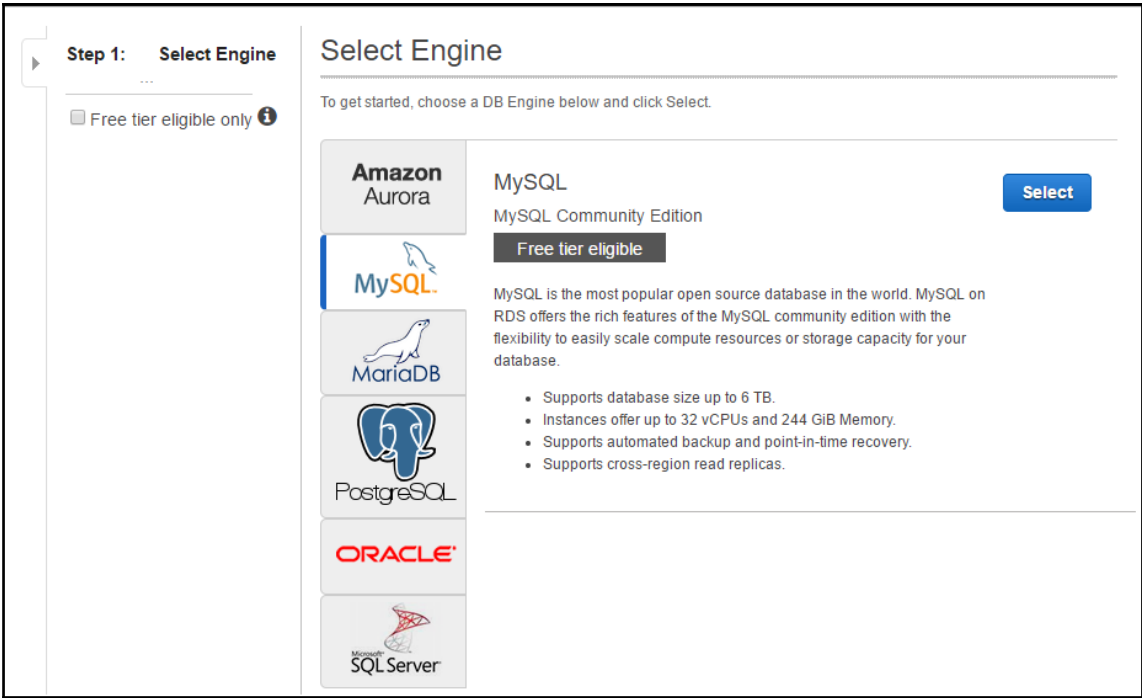 Step 1: Select Engine
...
Free tier eligible only
Select Engine
To get started, choose a DB Engine below and click Select.
Amazon
Aurora
MySQL™
MariaDB
PostgreSQL
ORACLE®
Microsoft®
SQL Server
MySQL
Select
MySQL Community Edition
Free tier eligible
MySQL is the most popular open source database in the world. MySQL on
RDS offers the rich features of the MySQL community edition with the
flexibility to easily scale compute resources or storage capacity for your
database.
• Supports database size up to 6 TB.
• Instances offer up to 32 vCPUs and 244 GiB Memory.
• Supports automated backup and point-in-time recovery.
• Supports cross-region read replicas.